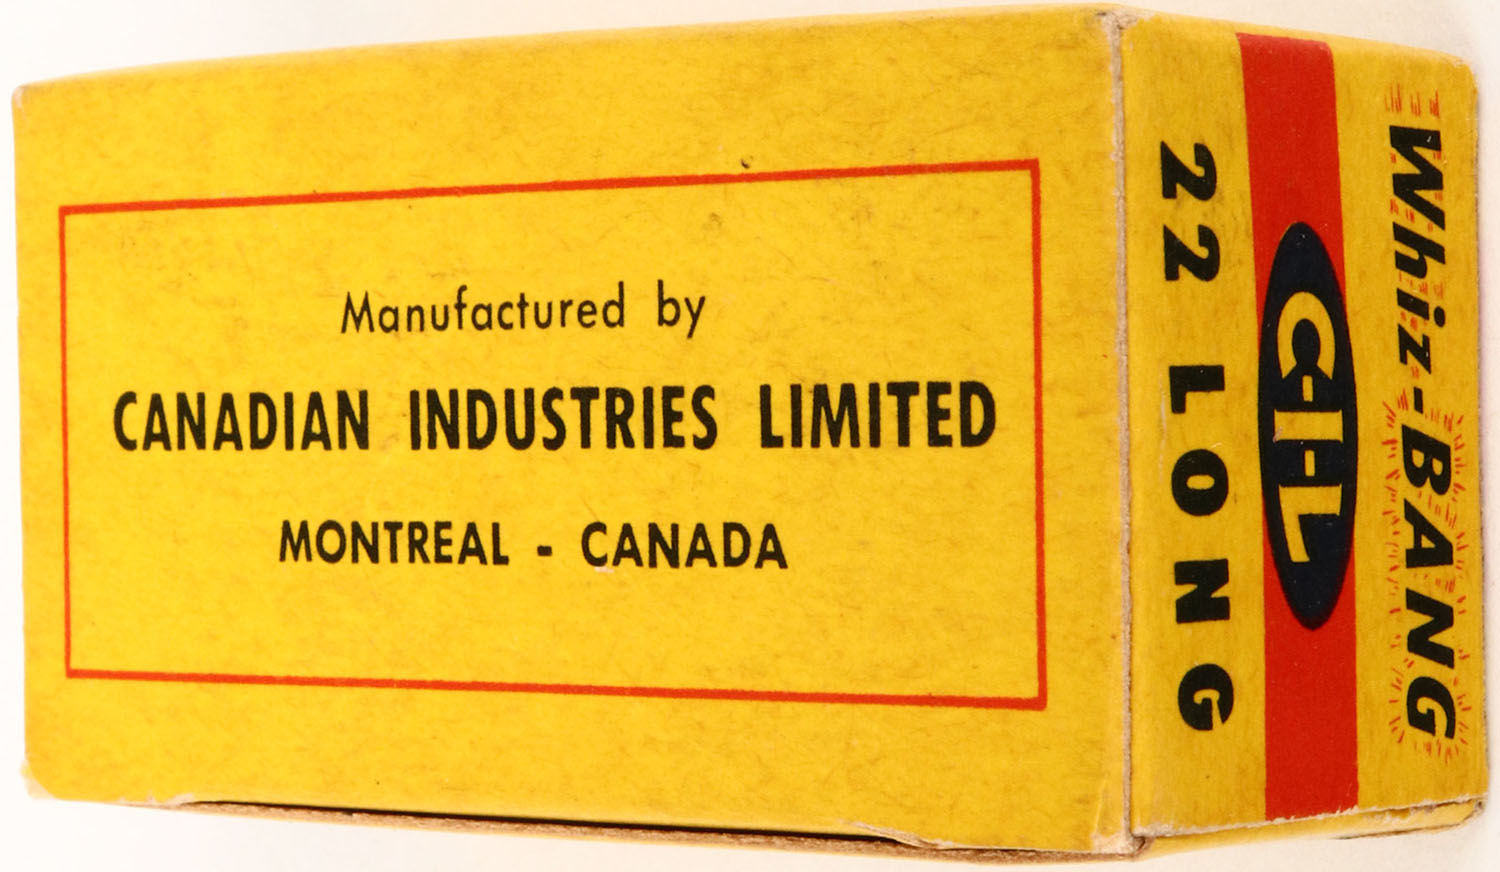 Manufactured by
CANADIAN INDUSTRIES LIMITED
MONTREAL - CANADA
Whiz-BANG
C-I-L
22 LONG